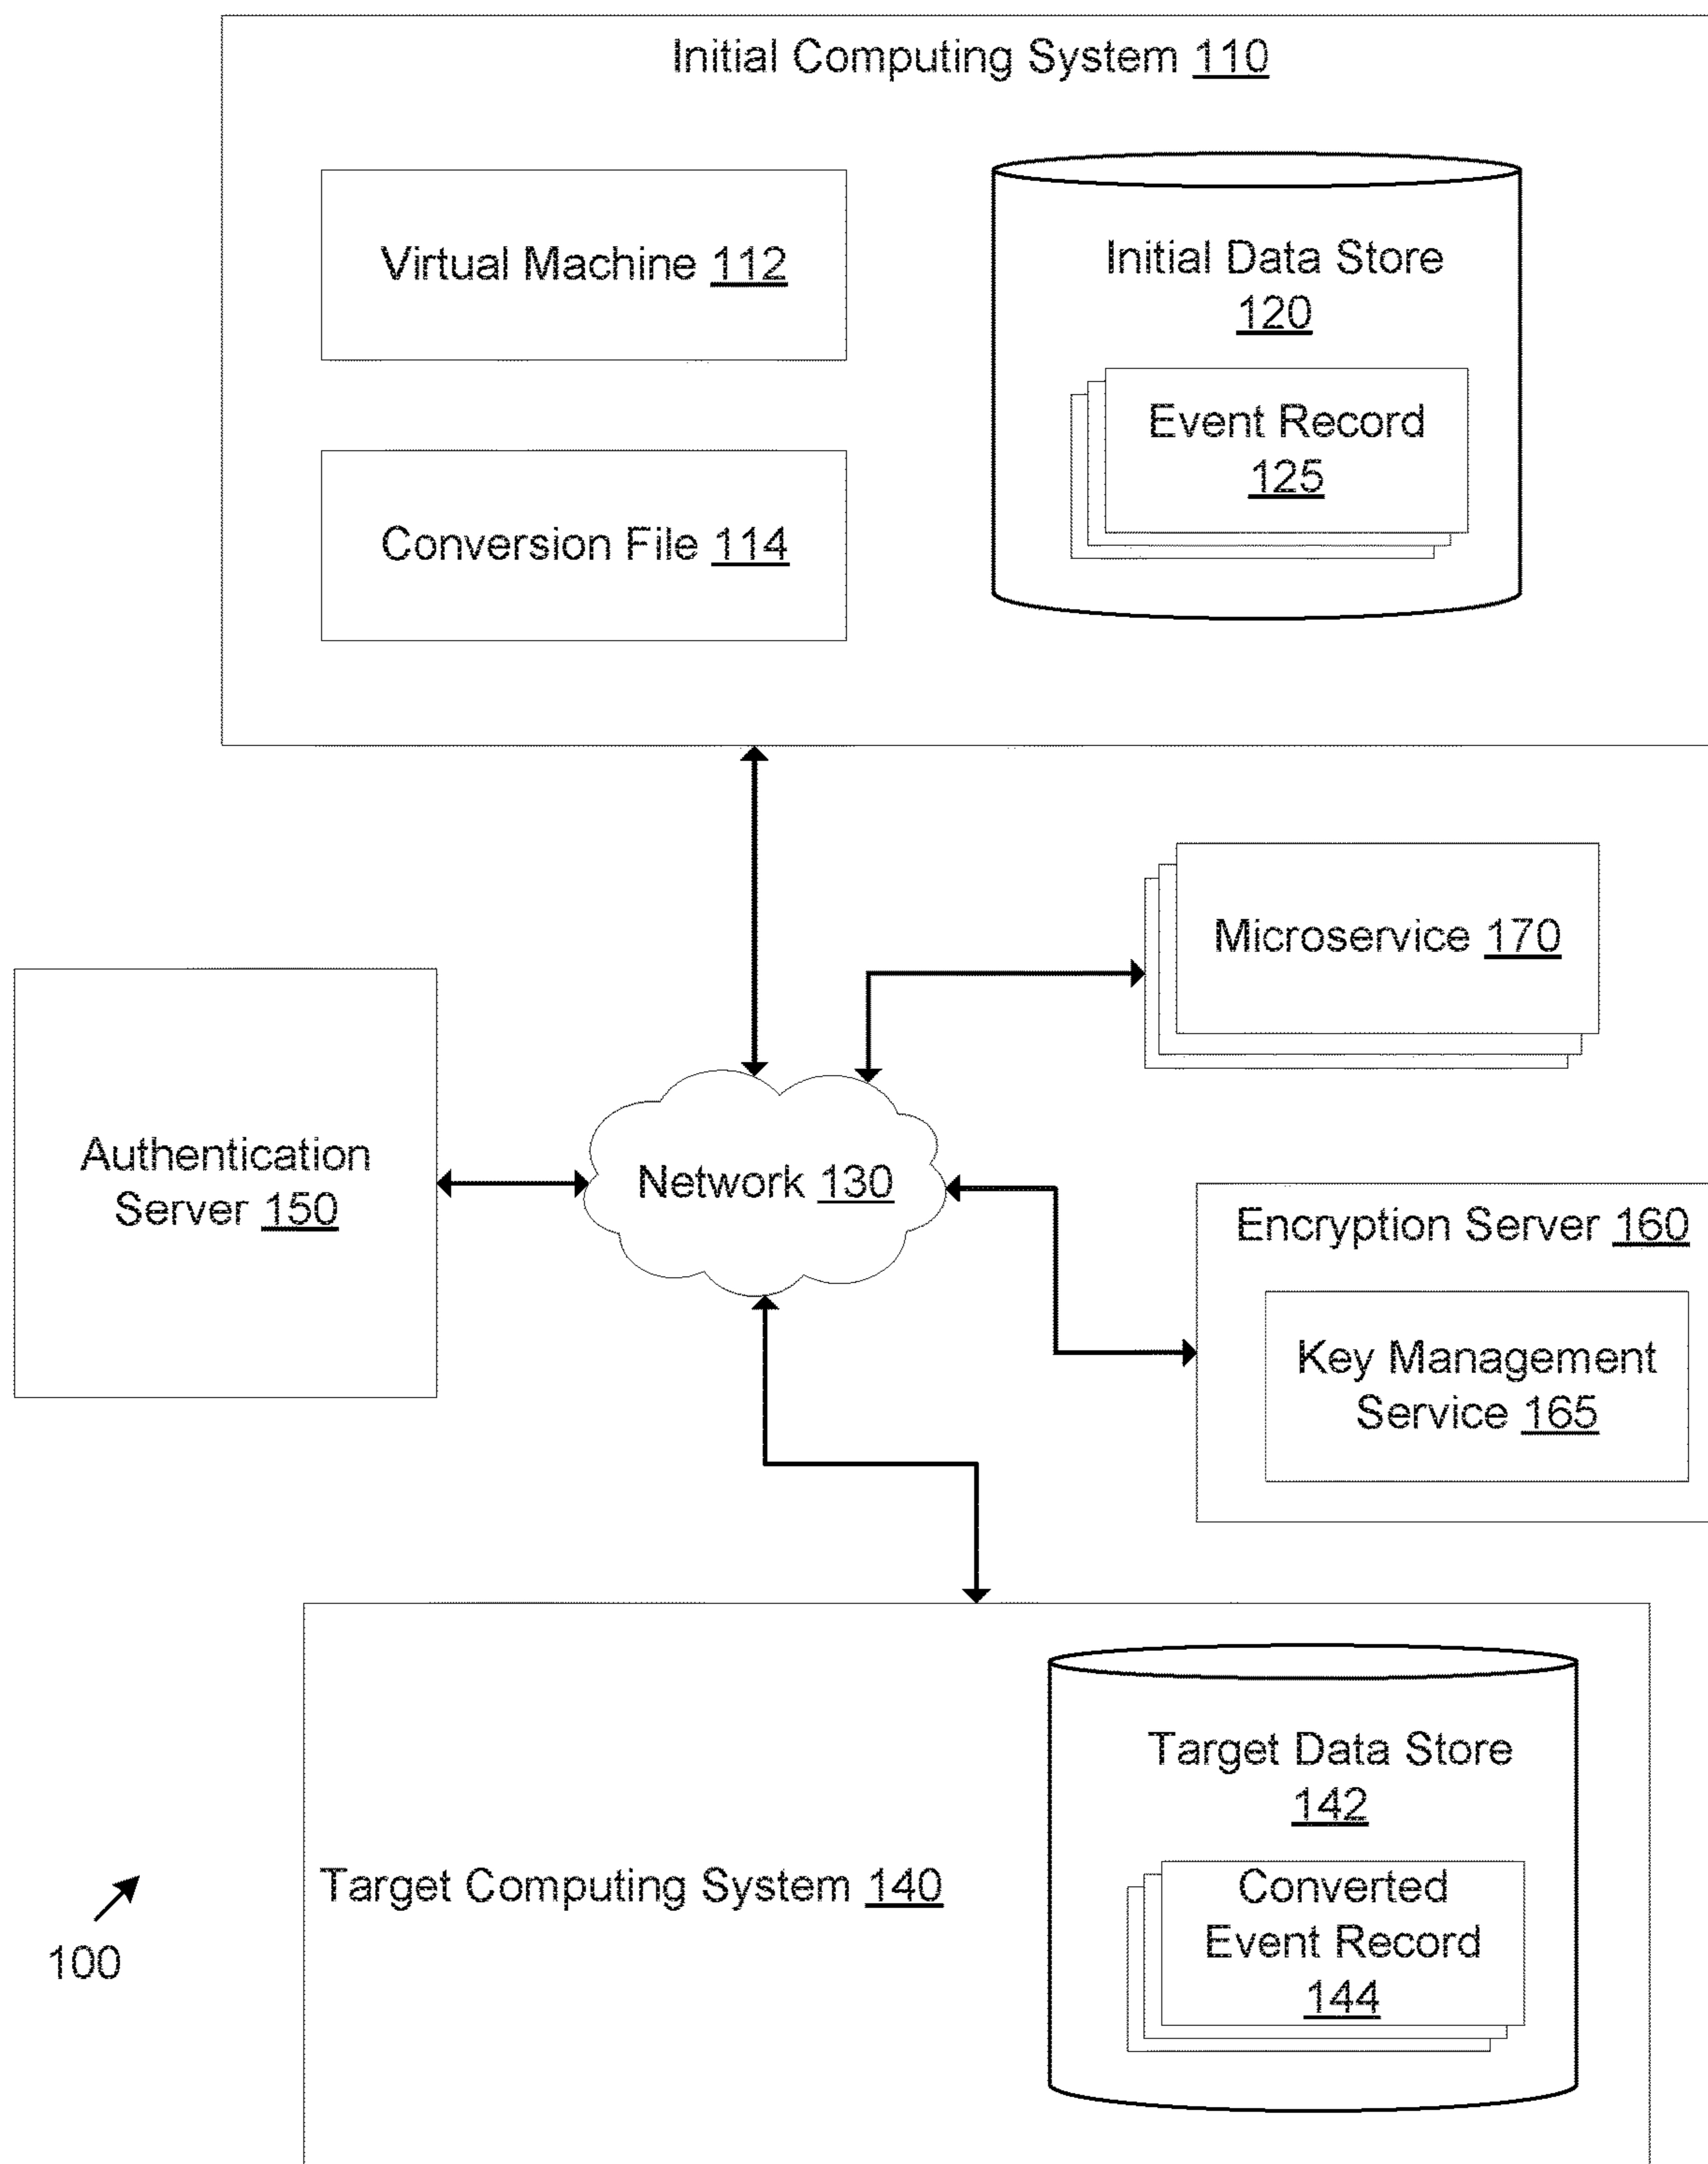 Initial Computing System 110
Virtual Machine 112
Initial Data Store
120
Event Record
125
Conversion File 114
Microservice 170
Authentication
Server 150
Network 130
Encryption Server 160
Key Management
Service 165
Target Data Store
142
Target Computing System 140
Converted
Event Record
144
100